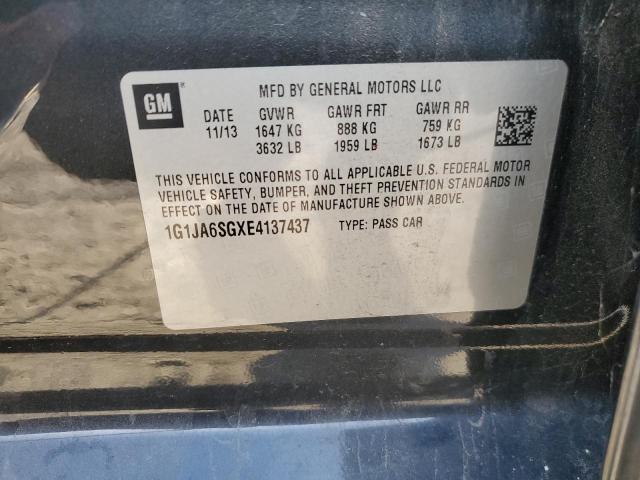 GM
MFD BY GENERAL MOTORS LLC
DATE GVWR GAWR FRT GAWR RR
11/13 1647 KG 888 KG 759 KG
3632 LB 1959 LB 1673 LB
THIS VEHICLE CONFORMS TO ALL APPLICABLE U.S. FEDERAL MOTOR
VEHICLE SAFETY, BUMPER, AND THEFT PREVENTION STANDARDS IN
EFFECT ON THE DATE OF MANUFACTURE SHOWN ABOVE.
1G1JA6SGXE4137437 TYPE: PASS CAR